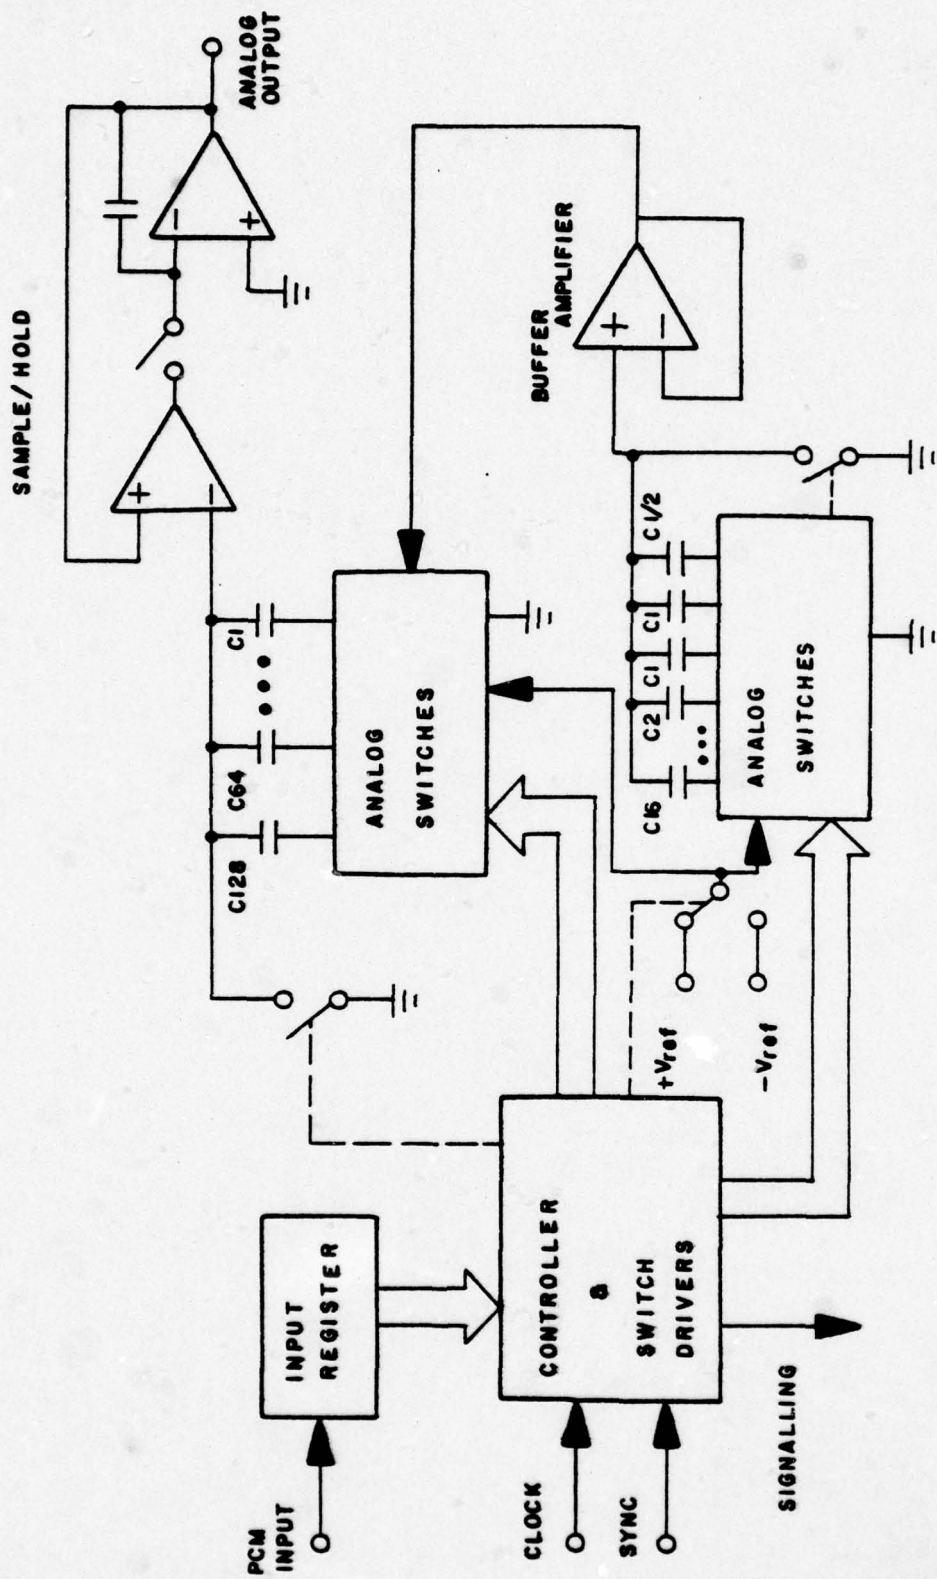 SAMPLE/HOLD
ANALOG
OUTPUT
+
−
−
+
C128
C64
C1
ANALOG
SWITCHES
BUFFER
AMPLIFIER
+
−
C16
C2
C1
C1
C1/2
ANALOG
SWITCHES
+Vref
−Vref
PCM
INPUT
INPUT
REGISTER
CLOCK
SYNC
CONTROLLER
&
SWITCH
DRIVERS
SIGNALLING